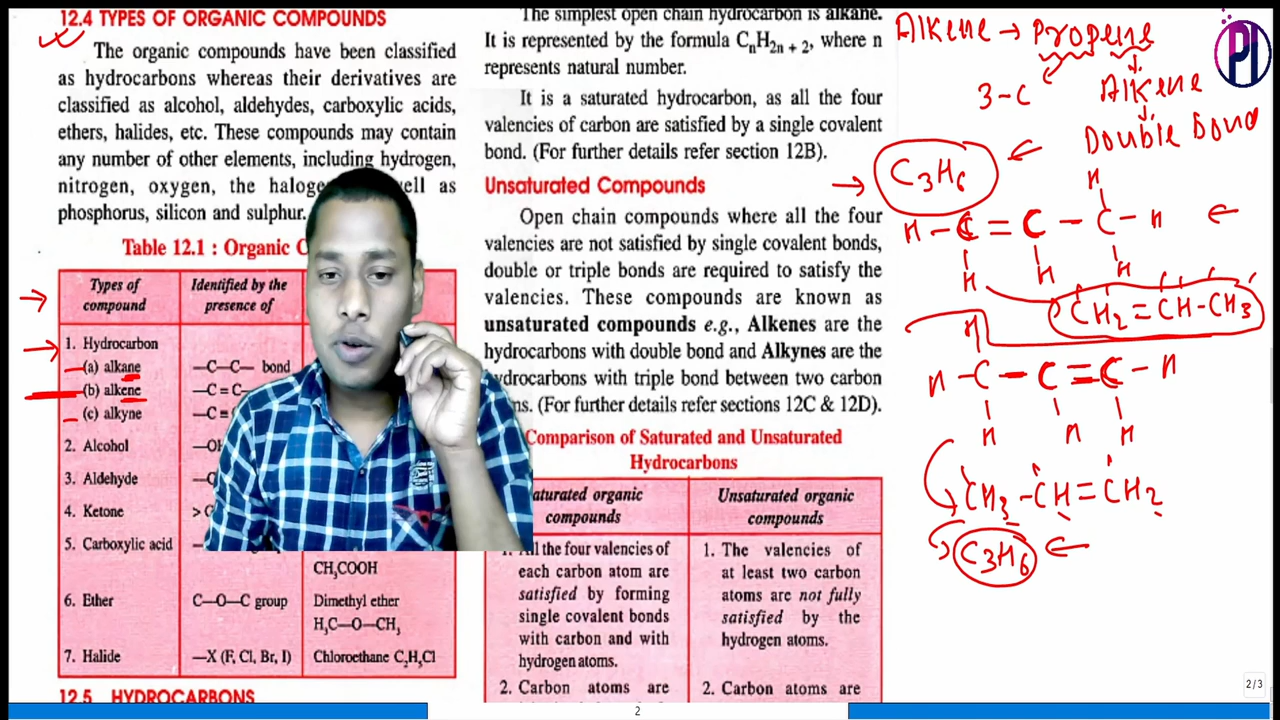 12.4 TYPES OF ORGANIC COMPOUNDS
The organic compounds have been classified
as hydrocarbons whereas their derivatives are
classified as alcohol, aldehydes, carboxylic acids,
ethers, halides, etc. These compounds may contain
any number of other elements, including hydrogen,
nitrogen, oxygen, the as
phosphorus, silicon and sulphur.
Table 12.1 : Organic
Types of compound
Identified by the presence of
1. Hydrocarbon
(a) alkane —C—C— bond
(b) alkene —C = C—
(c) alkyne —C ≡
2. Alcohol
3. Aldehyde
4. Ketone
5. Carboxylic acid
CH₃COOH
6. Ether C—O—C group Dimethyl ether
H₃C—O—CH₃
7. Halide —X (F, Cl, Br, I) Chloroethane C₂H₅Cl
12.5 HYDROCARBONS
The simplest open chain hydrocarbon is alkane.
It is represented by the formula CₙH₂ₙ ₊ ₂, where n
represents natural number.
It is a saturated hydrocarbon, as all the four
valencies of carbon are satisfied by a single covalent
bond. (For further details refer section 12B).
Unsaturated Compounds
Open chain compounds where all the four
valencies are not satisfied by single covalent bonds,
double or triple bonds are required to satisfy the
valencies. These compounds are known as
unsaturated compounds e.g., Alkenes are the
hydrocarbons with double bond and Alkynes are the
hydrocarbons with triple bond between two carbon
(For further details refer sections 12C & 12D).
Comparison of Saturated and Unsaturated
Hydrocarbons
organic compounds
Unsaturated organic compounds
All the four valencies of
each carbon atom are
satisfied by forming
single covalent bonds
with carbon and with
hydrogen atoms.
2. Carbon atoms are
1. The valencies of
at least two carbon
atoms are not fully
satisfied by the
hydrogen atoms.
2. Carbon atoms are
Alkene → Propene
3-C Alkene
Double bond
C₃H₆
H
H – C = C – C – H
H H H
CH₂ = CH - CH₃
H
H – C – C = C – H
H H H
CH₃ - CH = CH₂
C₃H₆
PI
2/3
2